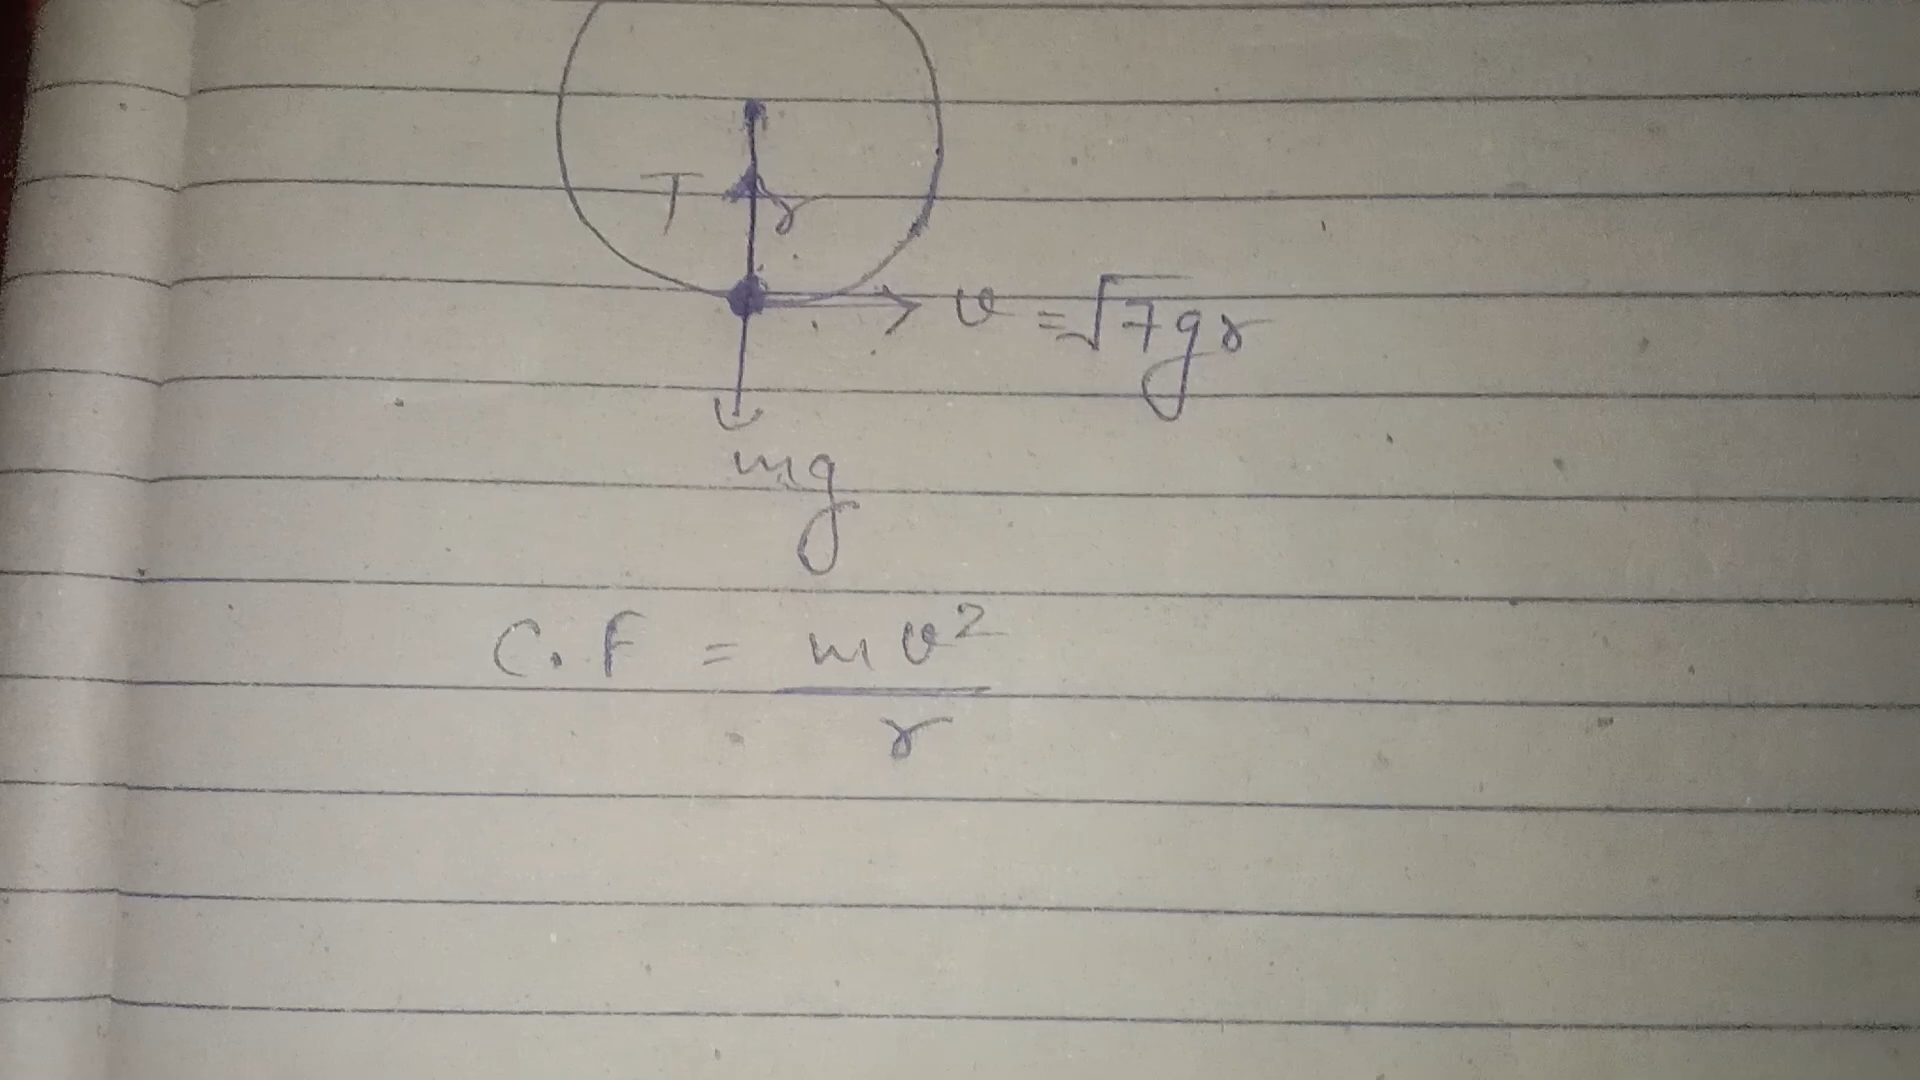 T r
v = √7gr
mg
C.F = mv²
r